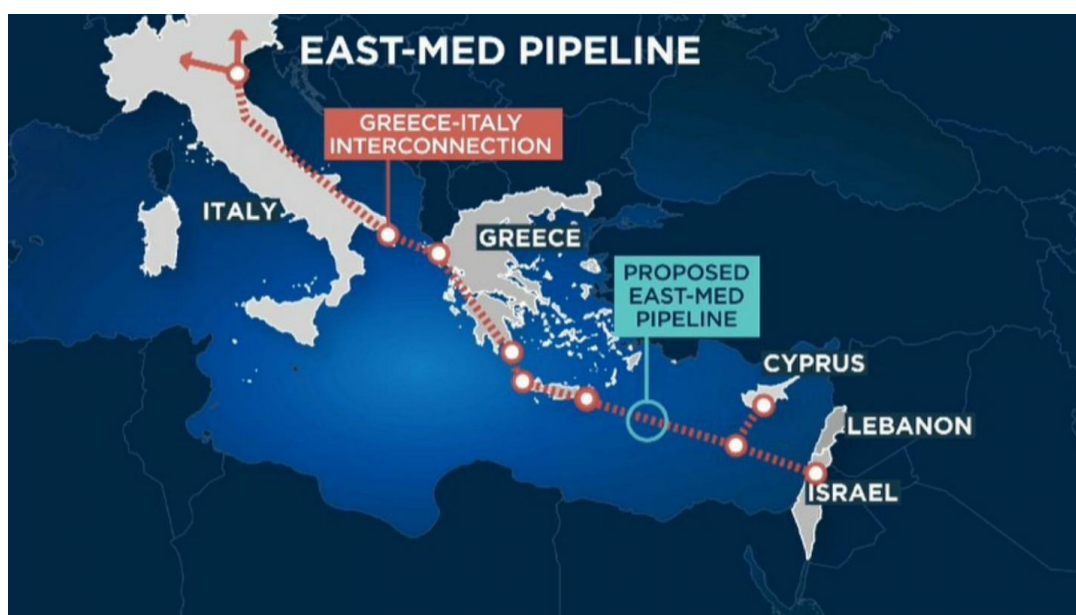 EAST-MED PIPELINE
GREECE-ITALY
INTERCONNECTION
ITALY
GREECE
PROPOSED
EAST-MED
PIPELINE
CYPRUS
LEBANON
ISRAEL